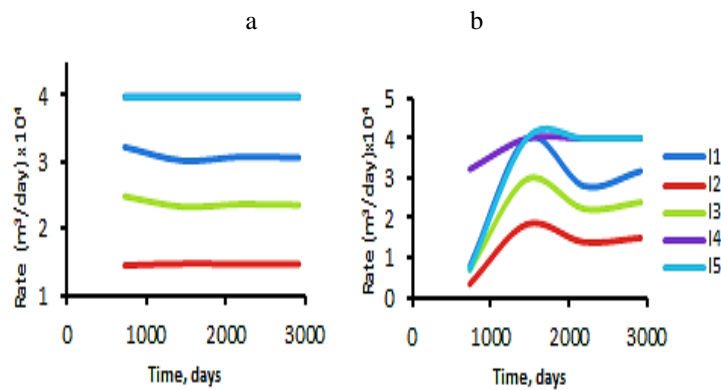 a
b
Rate (m³/day) x 10⁴
4
3
2
1
0
1000
2000
3000
Time, days
Rate (m³/day)x10⁴
5
4
3
2
1
0
0
1000
2000
3000
Time, days
I1
I2
I3
I4
I5